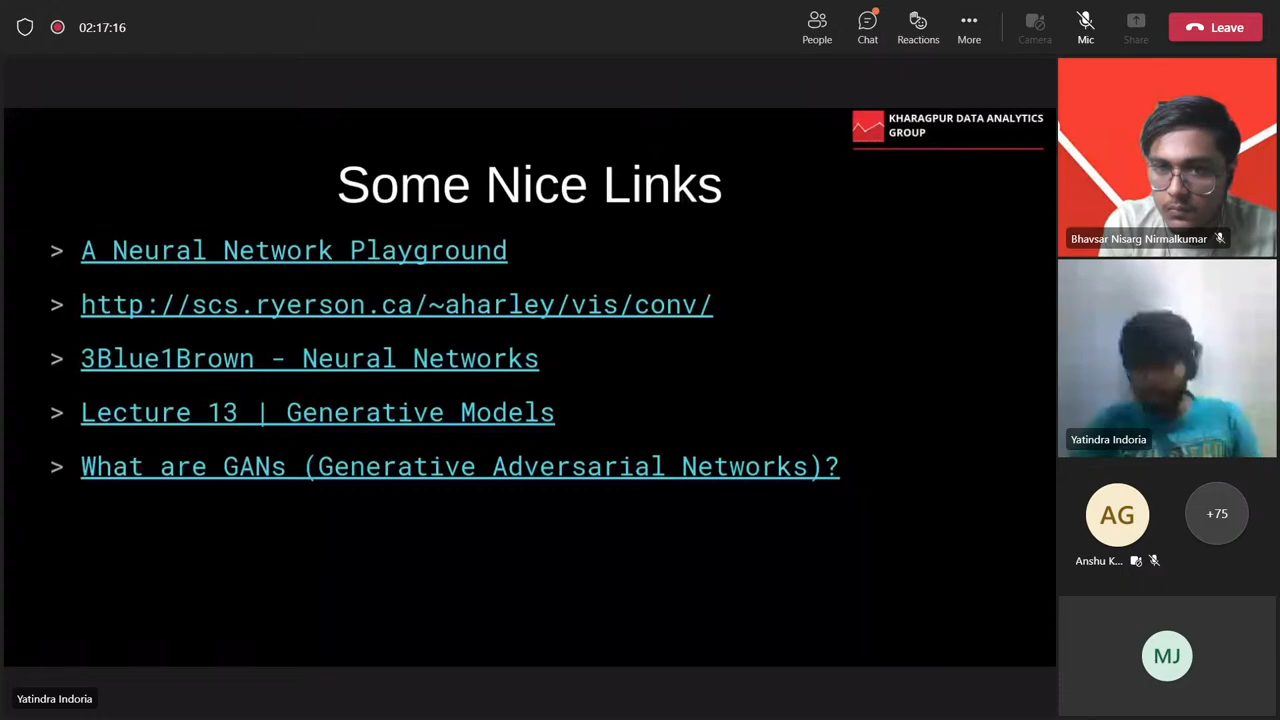 02:17:16
People
Chat
Reactions
More
Camera
Mic
Share
Leave
KHARAGPUR DATA ANALYTICS
GROUP
Some Nice Links
> A Neural Network Playground
> http://scs.ryerson.ca/~aharley/vis/conv/
> 3Blue1Brown - Neural Networks
> Lecture 13 | Generative Models
> What are GANs (Generative Adversarial Networks)?
Bhavsar Nisarg Nirmalkumar
Yatindra Indoria
AG
+75
Anshu K...
MJ
Yatindra Indoria